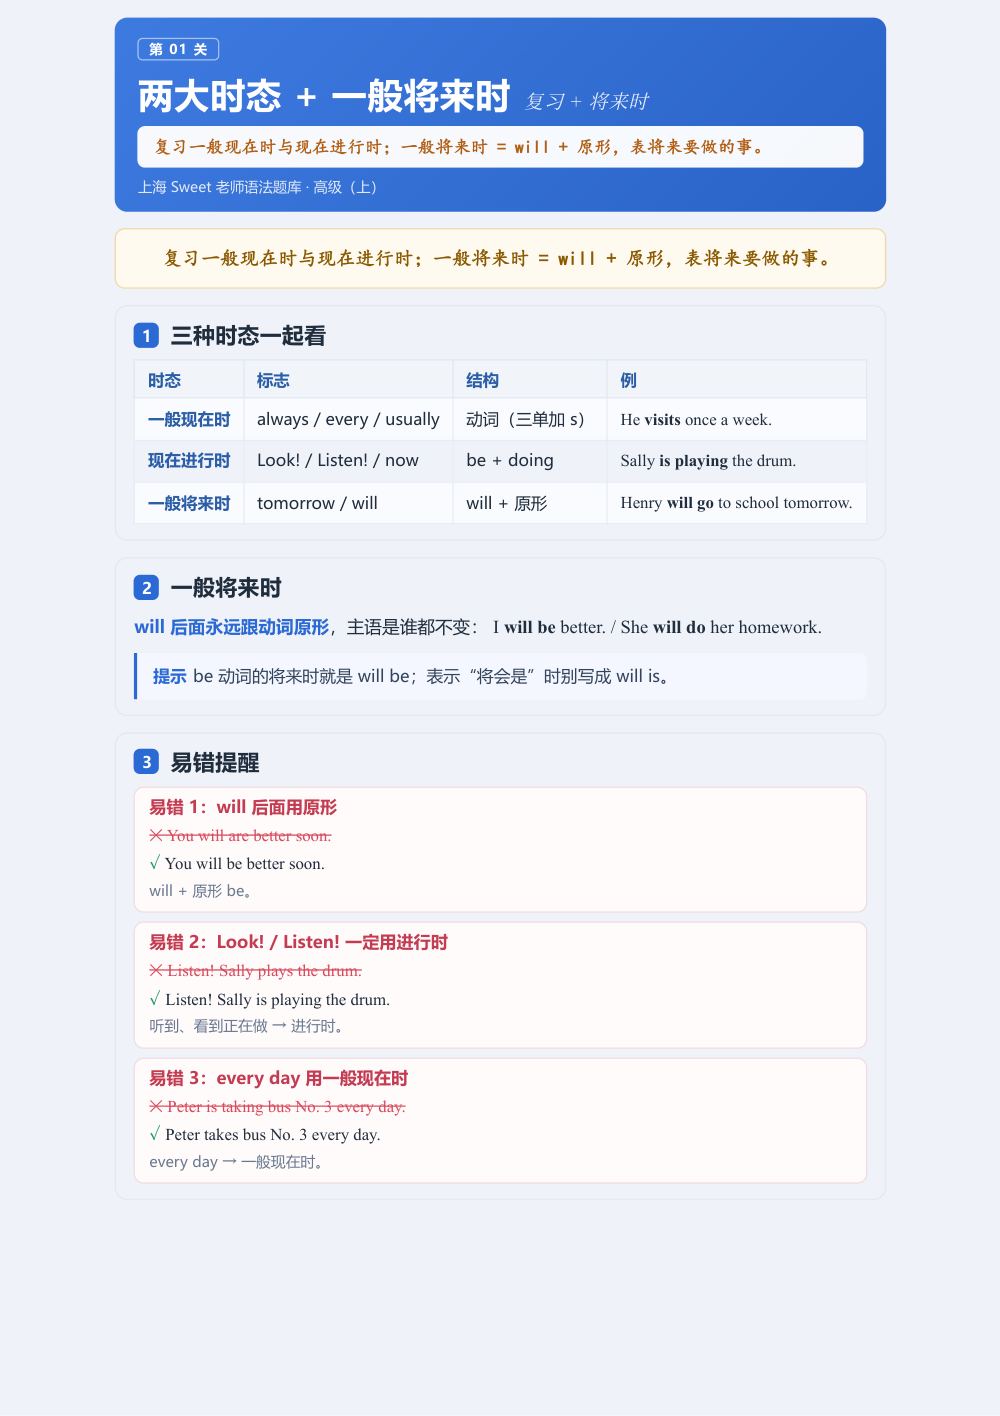 第 01 关
两大时态 + 一般将来时 复习 + 将来时
复习一般现在时与现在进行时；一般将来时 = will + 原形，表将来要做的事。
上海 Sweet 老师语法题库 · 高级（上）
复习一般现在时与现在进行时；一般将来时 = will + 原形，表将来要做的事。
1 三种时态一起看
时态 标志 结构 例
一般现在时 always / every / usually 动词（三单加 s） He visits once a week.
现在进行时 Look! / Listen! / now be + doing Sally is playing the drum.
一般将来时 tomorrow / will will + 原形 Henry will go to school tomorrow.
2 一般将来时
will 后面永远跟动词原形，主语是谁都不变： I will be better. / She will do her homework.
提示 be 动词的将来时就是 will be；表示“将会是”时别写成 will is。
3 易错提醒
易错 1：will 后面用原形
× You will are better soon.
√ You will be better soon.
will + 原形 be。
易错 2：Look! / Listen! 一定用进行时
× Listen! Sally plays the drum.
√ Listen! Sally is playing the drum.
听到、看到正在做 → 进行时。
易错 3：every day 用一般现在时
× Peter is taking bus No. 3 every day.
√ Peter takes bus No. 3 every day.
every day → 一般现在时。